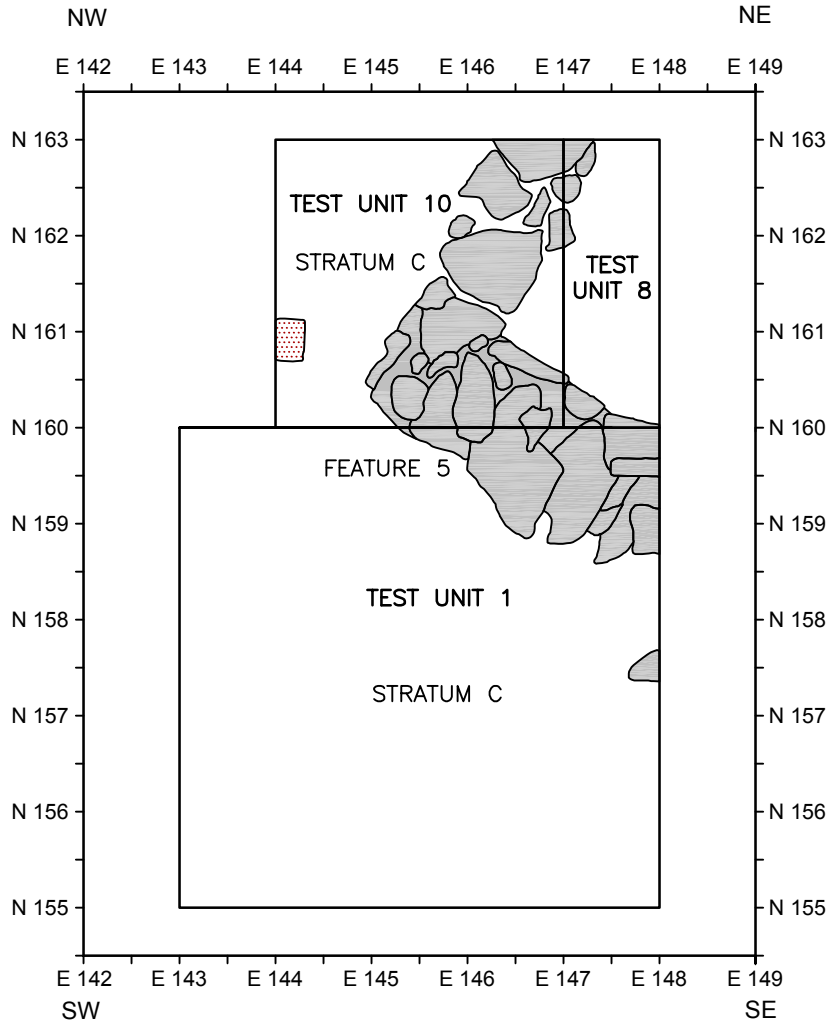 NW NE
E 142 E 143 E 144 E 145 E 146 E 147 E 148 E 149
N 163 N 163
TEST UNIT 10
N 162 N 162
STRATUM C
TEST
UNIT 8
N 161 N 161
N 160 N 160
FEATURE 5
N 159 N 159
TEST UNIT 1
N 158 N 158
STRATUM C
N 157 N 157
N 156 N 156
N 155 N 155
E 142 E 143 E 144 E 145 E 146 E 147 E 148 E 149
SW SE